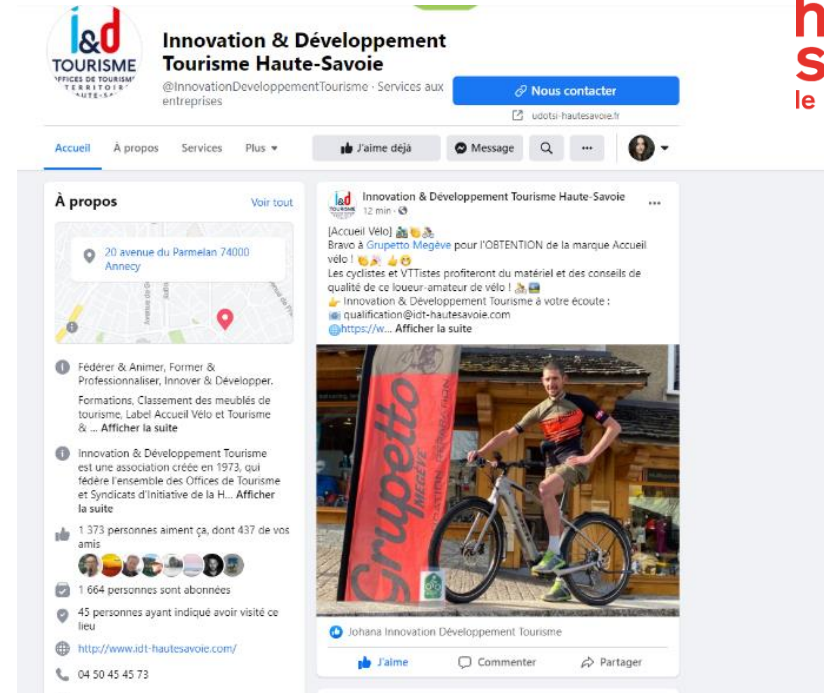 i&d
TOURISME
OFFICES DE TOURISME
TERRITOIRE
HAUTE-SA
Innovation & Développement
Tourisme Haute-Savoie
@InnovationDeveloppementTourisme · Services aux
entreprises
Nous contacter
udotsi-hautesavoie.fr
h
S
le
Accueil À propos Services Plus
J'aime déjà Message ...
À propos Voir tout
20 avenue du Parmelan 74000
Annecy
Fédérer & Animer, Former &
Professionnaliser, Innover & Développer.
Formations, Classement des meublés de
tourisme, Label Accueil Vélo et Tourisme
& ... Afficher la suite
Innovation & Développement Tourisme
est une association créée en 1973, qui
fédère l'ensemble des Offices de Tourisme
et Syndicats d'Initiative de la H... Afficher
la suite
1 373 personnes aiment ça, dont 437 de vos
amis
1 664 personnes sont abonnées
45 personnes ayant indiqué avoir visité ce
lieu
http://www.idt-hautesavoie.com/
04 50 45 45 73
i&d
TOURISME
Innovation & Développement Tourisme Haute-Savoie
12 min ·
...
[Accueil Vélo]
Bravo à Grupetto Megève pour l'OBTENTION de la marque Accueil
vélo !
Les cyclistes et VTTistes profiteront du matériel et des conseils de
qualité de ce loueur-amateur de vélo !
Innovation & Développement Tourisme à votre écoute :
qualification@idt-hautesavoie.com
https://w... Afficher la suite
Grupetto
MEGÈVE
Johana Innovation Développement Tourisme
J'aime Commenter Partager